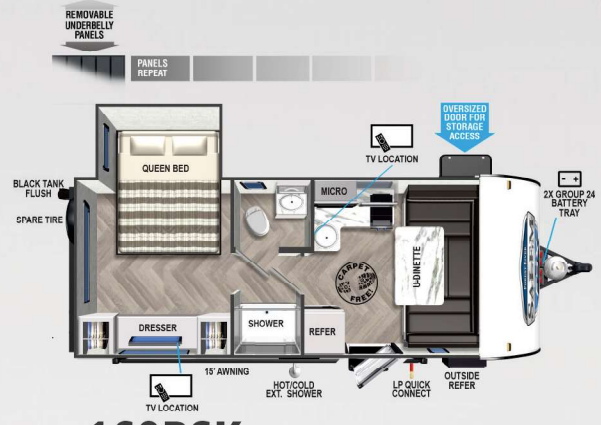 REMOVABLE
UNDERBELLY
PANELS
PANELS
REPEAT
OVERSIZED
DOOR FOR
STORAGE
ACCESS
TV LOCATION
2X GROUP 24
BATTERY
TRAY
QUEEN BED
MICRO
BLACK TANK
FLUSH
SPARE TIRE
U-DINETTE
CARPET
FREE!
DRESSER
SHOWER
REFER
15' AWNING
HOT/COLD
EXT. SHOWER
LP QUICK
CONNECT
OUTSIDE
REFER
TV LOCATION